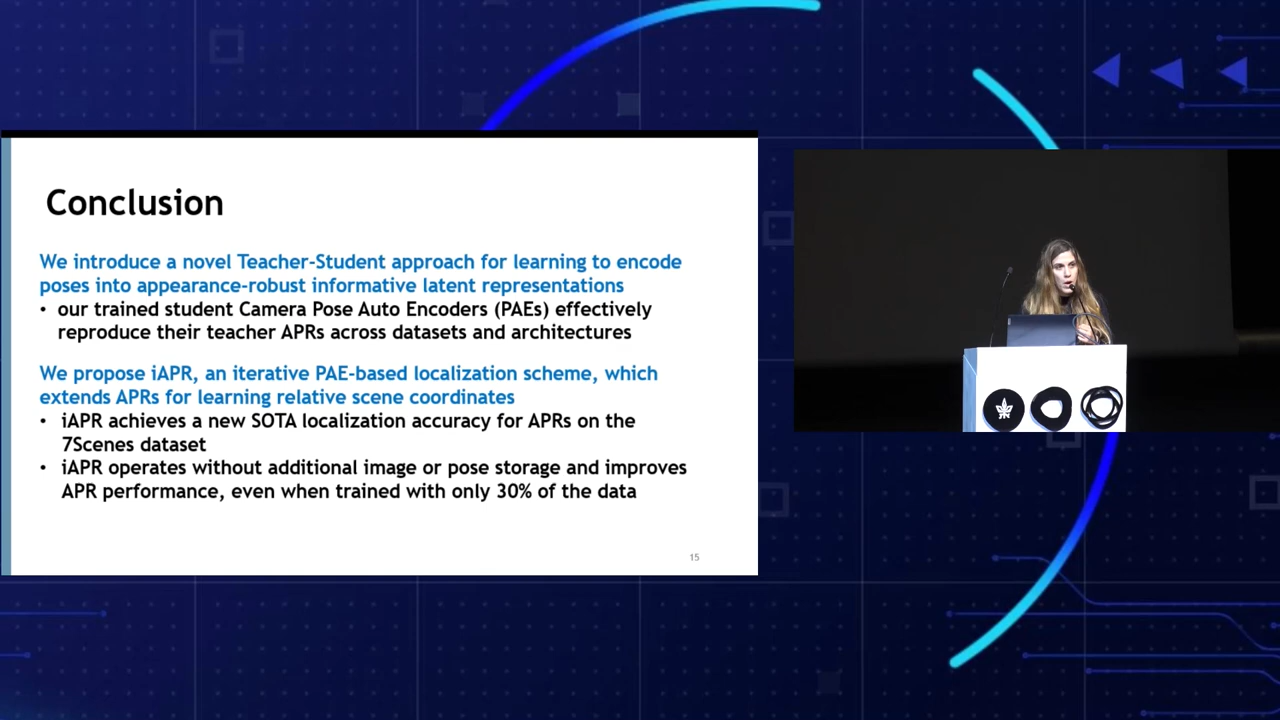 Conclusion
We introduce a novel Teacher-Student approach for learning to encode
poses into appearance-robust informative latent representations
• our trained student Camera Pose Auto Encoders (PAEs) effectively
reproduce their teacher APRs across datasets and architectures
We propose iAPR, an iterative PAE-based localization scheme, which
extends APRs for learning relative scene coordinates
• iAPR achieves a new SOTA localization accuracy for APRs on the
7Scenes dataset
• iAPR operates without additional image or pose storage and improves
APR performance, even when trained with only 30% of the data
15